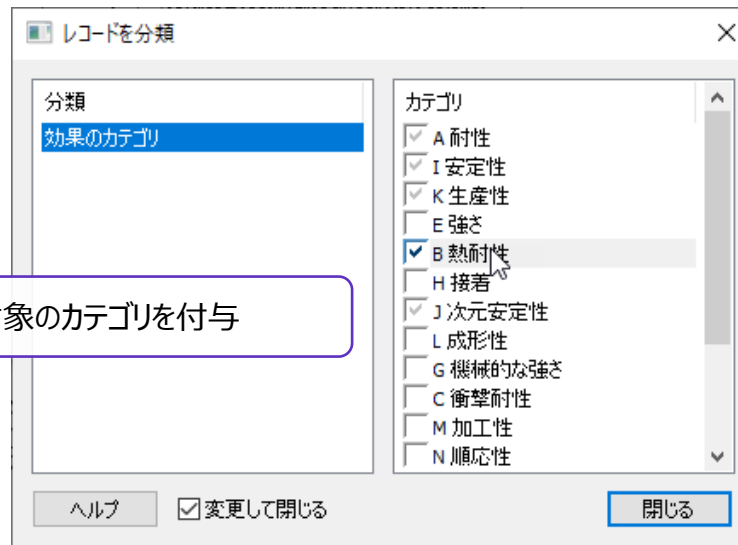 レコードを分類
分類
効果のカテゴリ
カテゴリ
A 耐性
I 安定性
K 生産性
E 強さ
B 熱耐性
H 接着
J 次元安定性
L 成形性
G 機械的な強さ
C 衝撃耐性
M 加工性
N 順応性
象のカテゴリを付与
ヘルプ
変更して閉じる
閉じる